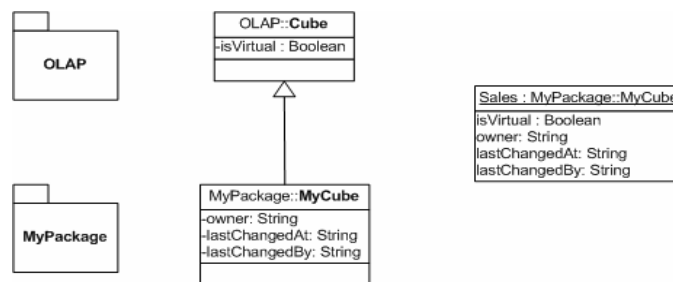 OLAP
OLAP::Cube
-isVirtual : Boolean
Sales : MyPackage::MyCube
isVirtual : Boolean
owner: String
lastChangedAt: String
lastChangedBy: String
MyPackage
MyPackage::MyCube
-owner: String
-lastChangedAt: String
-lastChangedBy: String